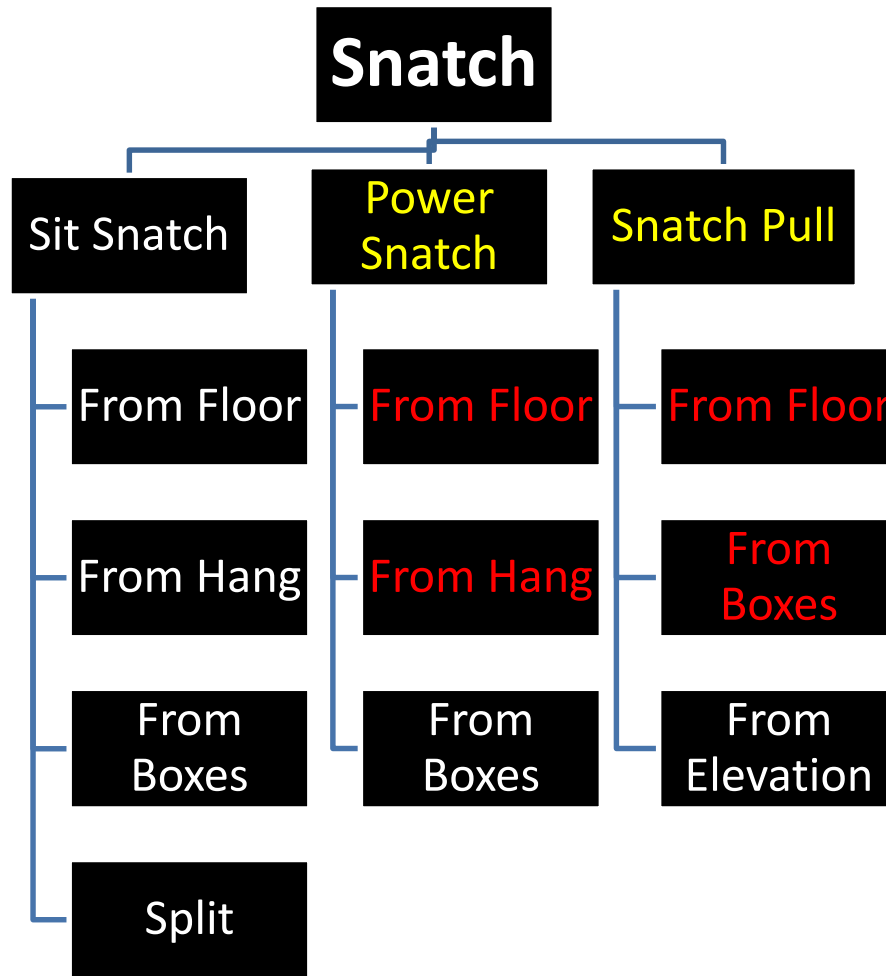 Snatch
Sit Snatch
Power
Snatch
Snatch Pull
From Floor
From Floor
From Floor
From Hang
From Hang
From
Boxes
From
Boxes
From
Boxes
From
Elevation
Split